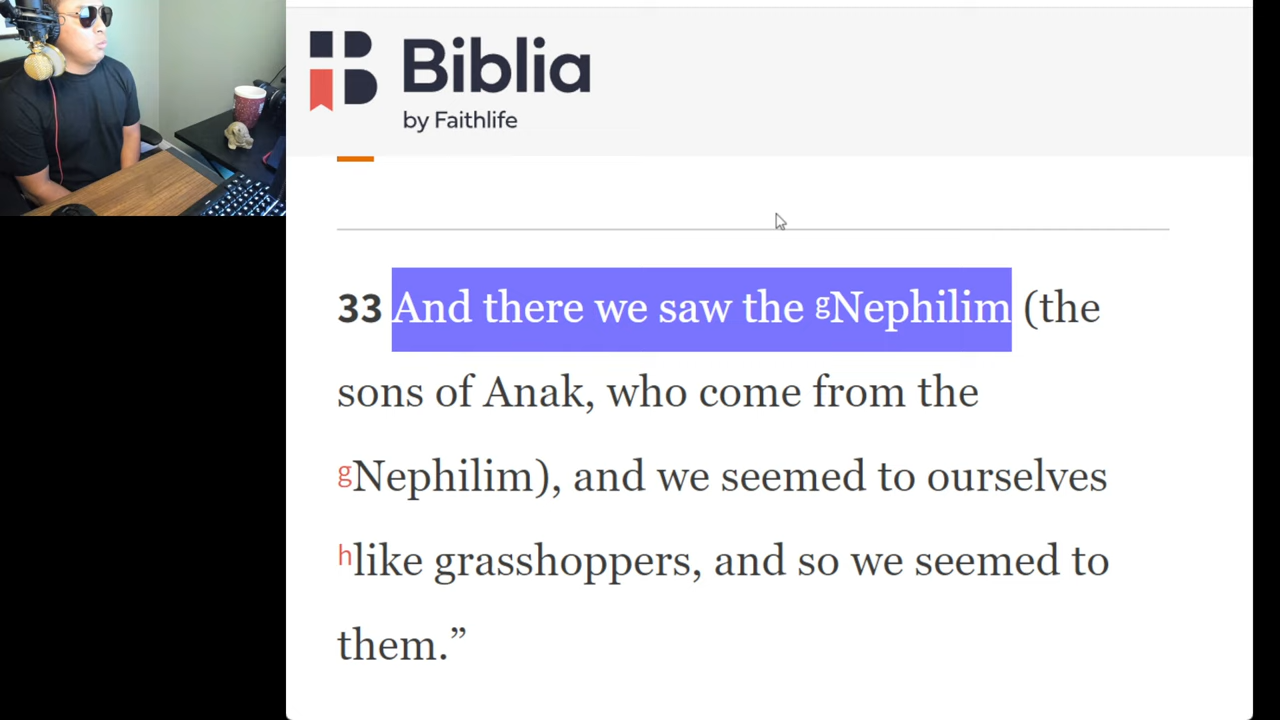 Biblia
by Faithlife
33 And there we saw the gNephilim (the
sons of Anak, who come from the
gNephilim), and we seemed to ourselves
hlike grasshoppers, and so we seemed to
them.”